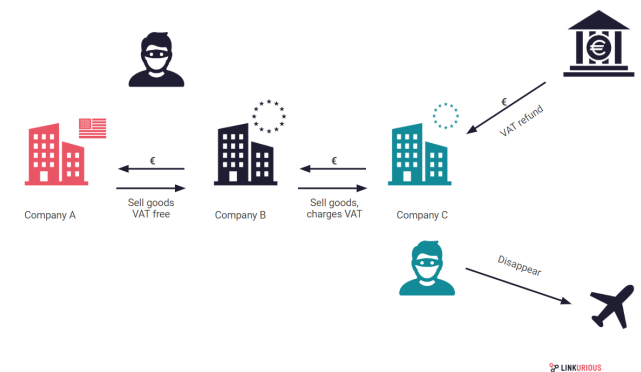 €
VAT refund
€
€
Sell goods
VAT free
Sell goods,
charges VAT
Company A
Company B
Company C
Disappear
LINKURIOUS